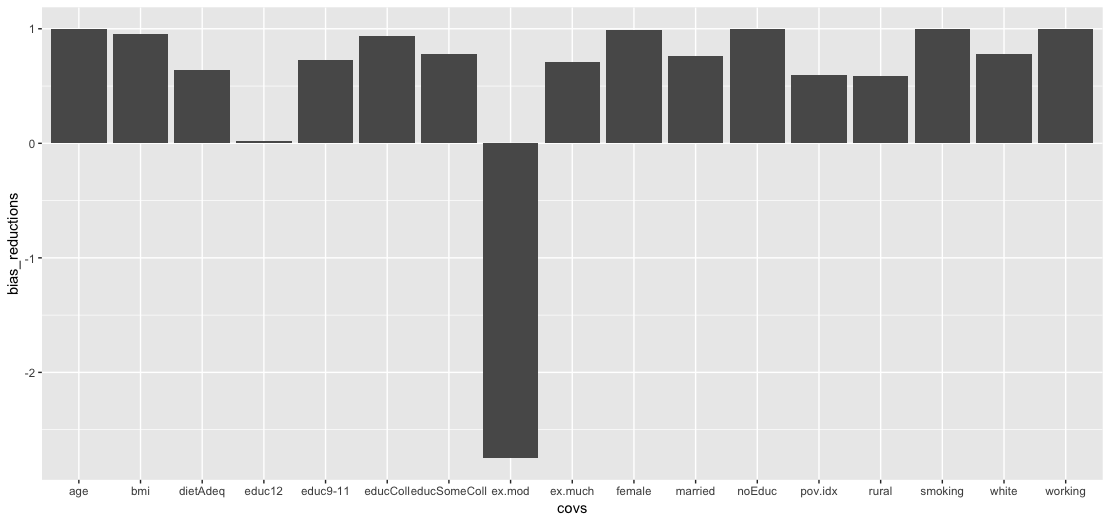 bias_reductions
1
0
-1
-2
age bmi dietAdeq educ12 educ9-11 educColl educSomeColl ex.mod ex.much female married noEduc pov.idx rural smoking white working
covs